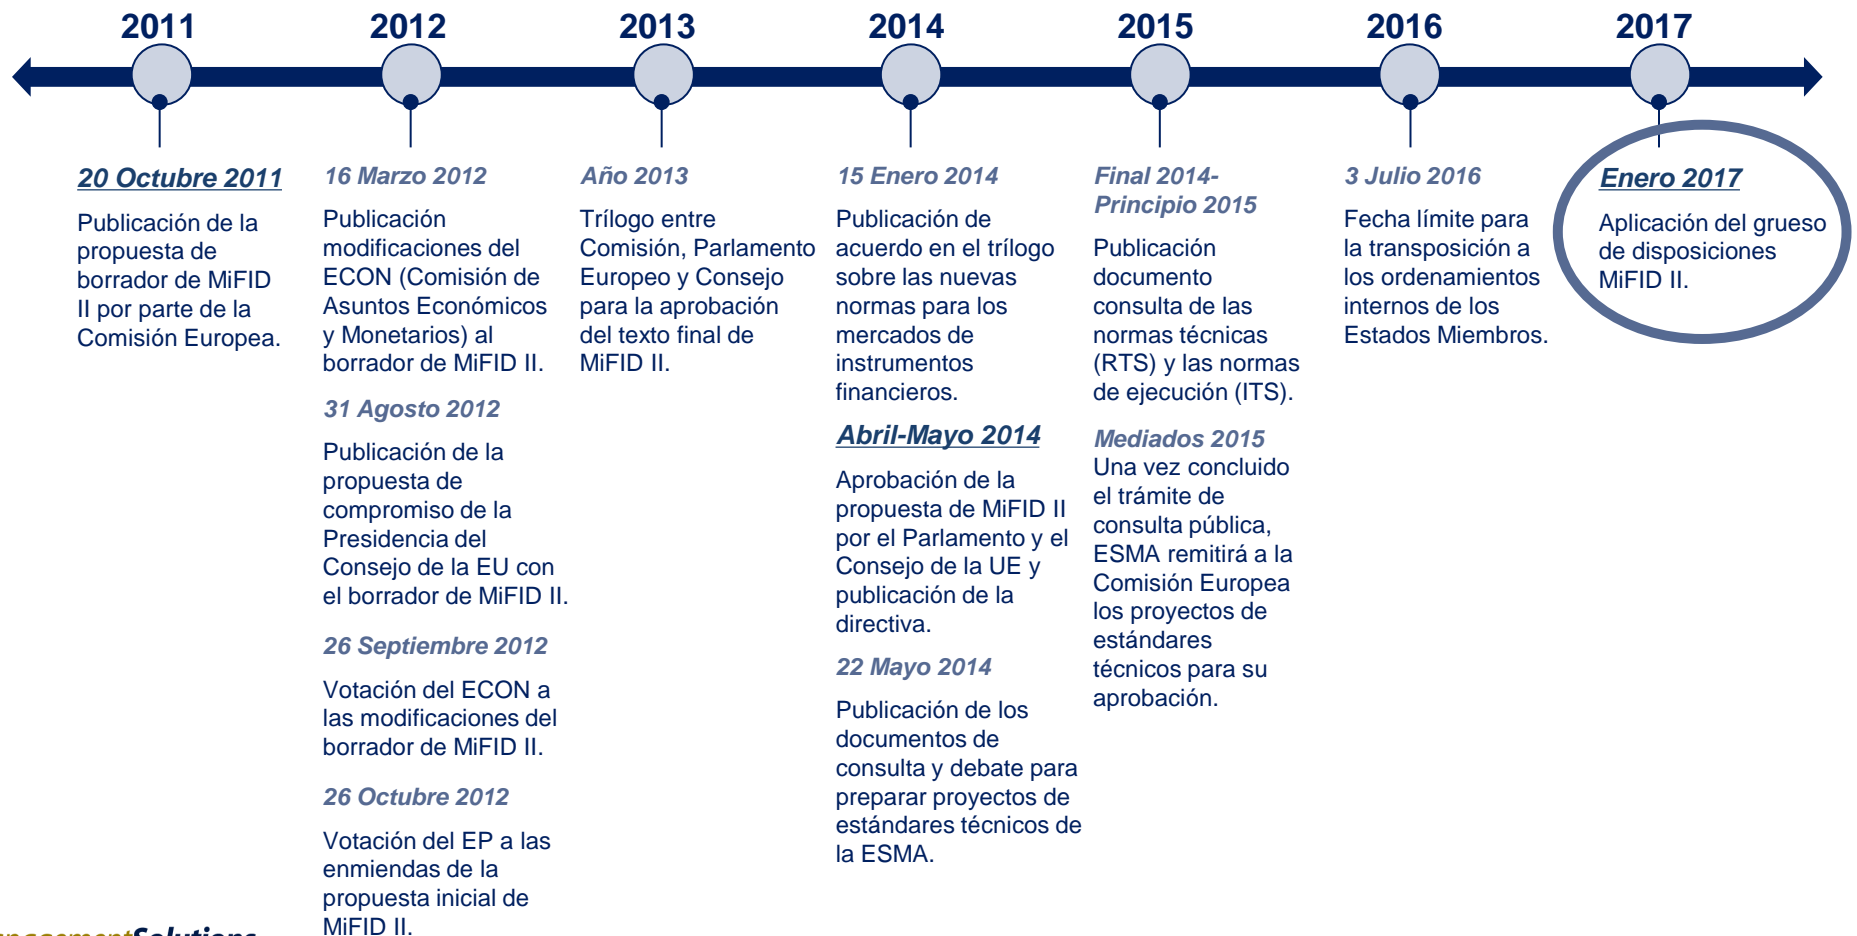 2011
2012
2013
2014
2015
2016
2017
20 Octubre 2011
Publicación de la
propuesta de
borrador de MiFID
II por parte de la
Comisión Europea.
16 Marzo 2012
Publicación
modificaciones del
ECON (Comisión de
Asuntos Económicos
y Monetarios) al
borrador de MiFID II.
31 Agosto 2012
Publicación de la
propuesta de
compromiso de la
Presidencia del
Consejo de la EU con
el borrador de MiFID II.
26 Septiembre 2012
Votación del ECON a
las modificaciones del
borrador de MiFID II.
26 Octubre 2012
Votación del EP a las
enmiendas de la
propuesta inicial de
MiFID II.
Año 2013
Trílogo entre
Comisión, Parlamento
Europeo y Consejo
para la aprobación
del texto final de
MiFID II.
15 Enero 2014
Publicación de
acuerdo en el trílogo
sobre las nuevas
normas para los
mercados de
instrumentos
financieros.
Abril-Mayo 2014
Aprobación de la
propuesta de MiFID II
por el Parlamento y el
Consejo de la UE y
publicación de la
directiva.
22 Mayo 2014
Publicación de los
documentos de
consulta y debate para
preparar proyectos de
estándares técnicos de
la ESMA.
Final 2014-
Principio 2015
Publicación
documento
consulta de las
normas técnicas
(RTS) y las normas
de ejecución (ITS).
Mediados 2015
Una vez concluido
el trámite de
consulta pública,
ESMA remitirá a la
Comisión Europea
los proyectos de
estándares
técnicos para su
aprobación.
3 Julio 2016
Fecha límite para
la transposición a
los ordenamientos
internos de los
Estados Miembros.
Enero 2017
Aplicación del grueso
de disposiciones
MiFID II.
Solutions